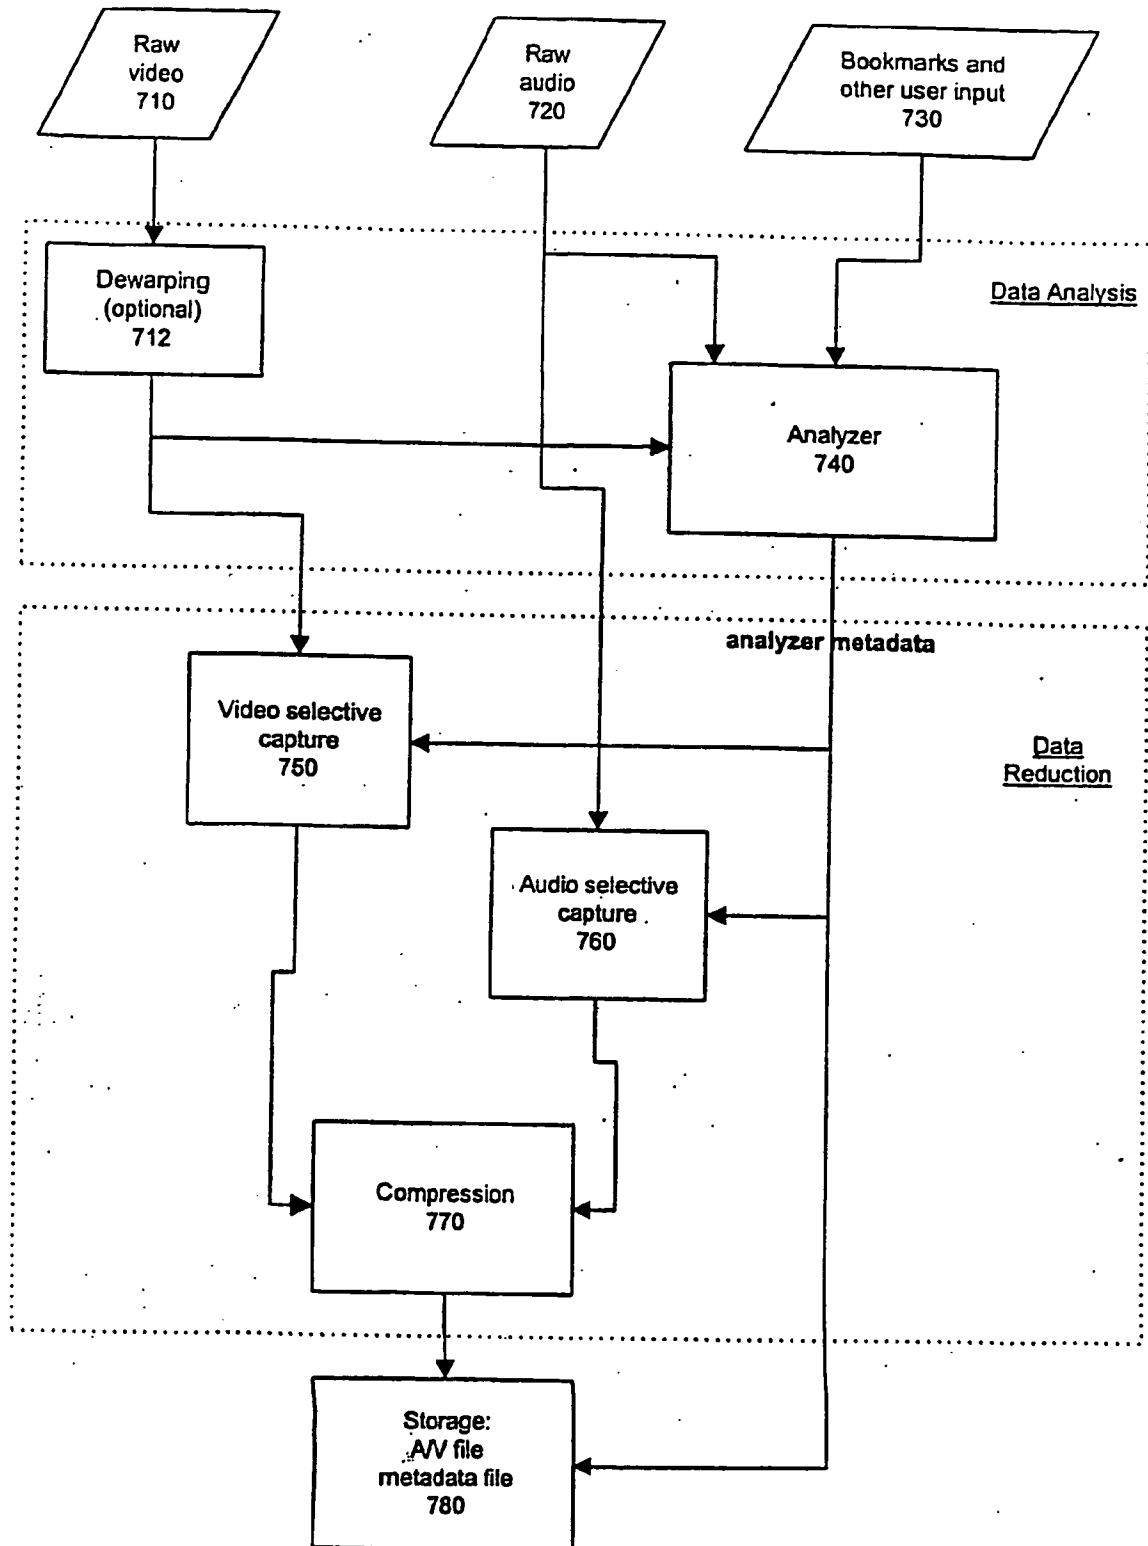 Raw
video
710
Raw
audio
720
Bookmarks and
other user input
730
Dewarping
(optional)
712
Data Analysis
Analyzer
740
analyzer metadata
Video selective
capture
750
Data
Reduction
Audio selective
capture
760
Compression
770
Storage:
A/V file
metadata file
780